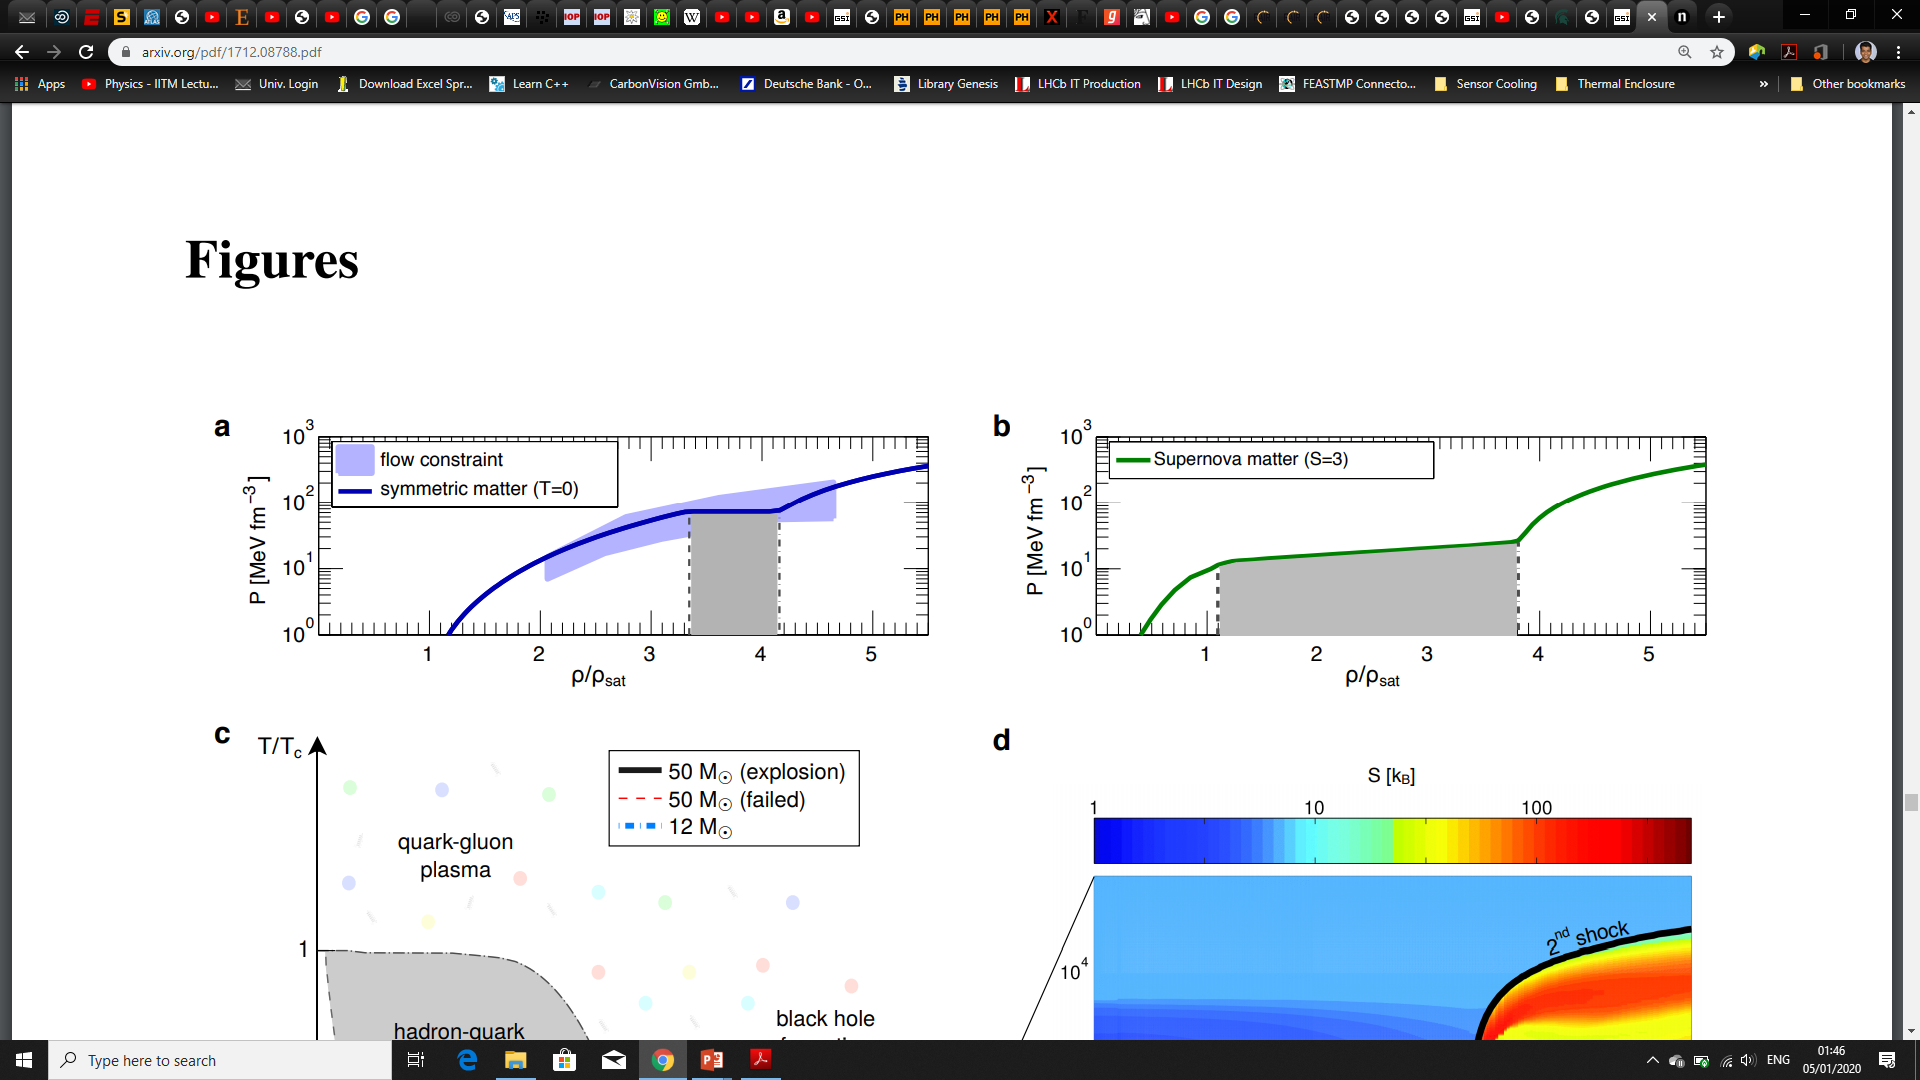 arxiv.org/pdf/1712.08788.pdf
Apps
Physics - IITM Lectu...
Univ. Login
Download Excel Spr...
Learn C++
CarbonVision Gmb...
Deutsche Bank - O...
Library Genesis
LHCb IT Production
LHCb IT Design
FEASTMP Connecto...
Sensor Cooling
Thermal Enclosure
»
Other bookmarks
Figures
a
10³
10²
10¹
10⁰
P [MeV fm⁻³]
flow constraint
symmetric matter (T=0)
1 2 3 4 5
ρ/ρsat
b
10³
10²
10¹
10⁰
P [MeV fm⁻³]
Supernova matter (S=3)
1 2 3 4 5
ρ/ρsat
c
T/Tc
50 M☉ (explosion)
50 M☉ (failed)
12 M☉
quark-gluon
plasma
1
hadron-quark
black hole
d
S [kB]
1 10 100
10⁴
2nd shock
Type here to search
ENG
01:46
05/01/2020